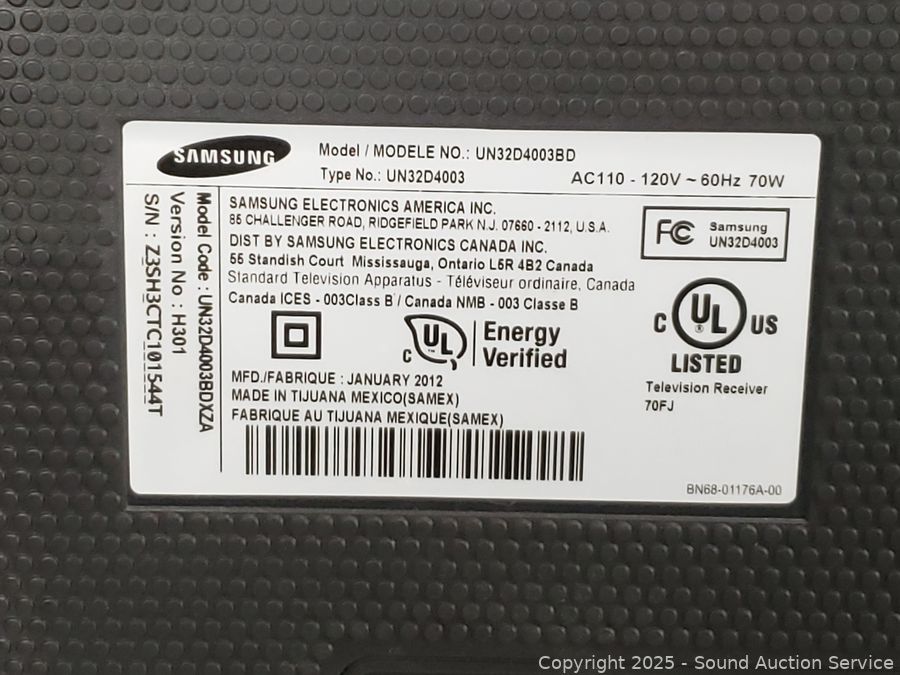 SAMSUNG
Model / MODELE NO.: UN32D4003BD
Type No.: UN32D4003
AC110 - 120V ~ 60Hz 70W
Model Code : UN32D4003BDXZA
Version No : H301
S/N : Z3SH3CTC101544T
SAMSUNG ELECTRONICS AMERICA INC.
85 CHALLENGER ROAD, RIDGEFIELD PARK N.J. 07660 - 2112, U.S.A.
DIST BY SAMSUNG ELECTRONICS CANADA INC.
55 Standish Court Mississauga, Ontario L5R 4B2 Canada
Standard Television Apparatus - Téléviseur ordinaire, Canada
Canada ICES - 003Class B / Canada NMB - 003 Classe B
FC Samsung
UN32D4003
C UL US
LISTED
Television Receiver
70FJ
C UL TM Energy
Verified
MFD./FABRIQUE : JANUARY 2012
MADE IN TIJUANA MEXICO(SAMEX)
FABRIQUE AU TIJUANA MEXIQUE(SAMEX)
BN68-01176A-00
Copyright 2025 - Sound Auction Service